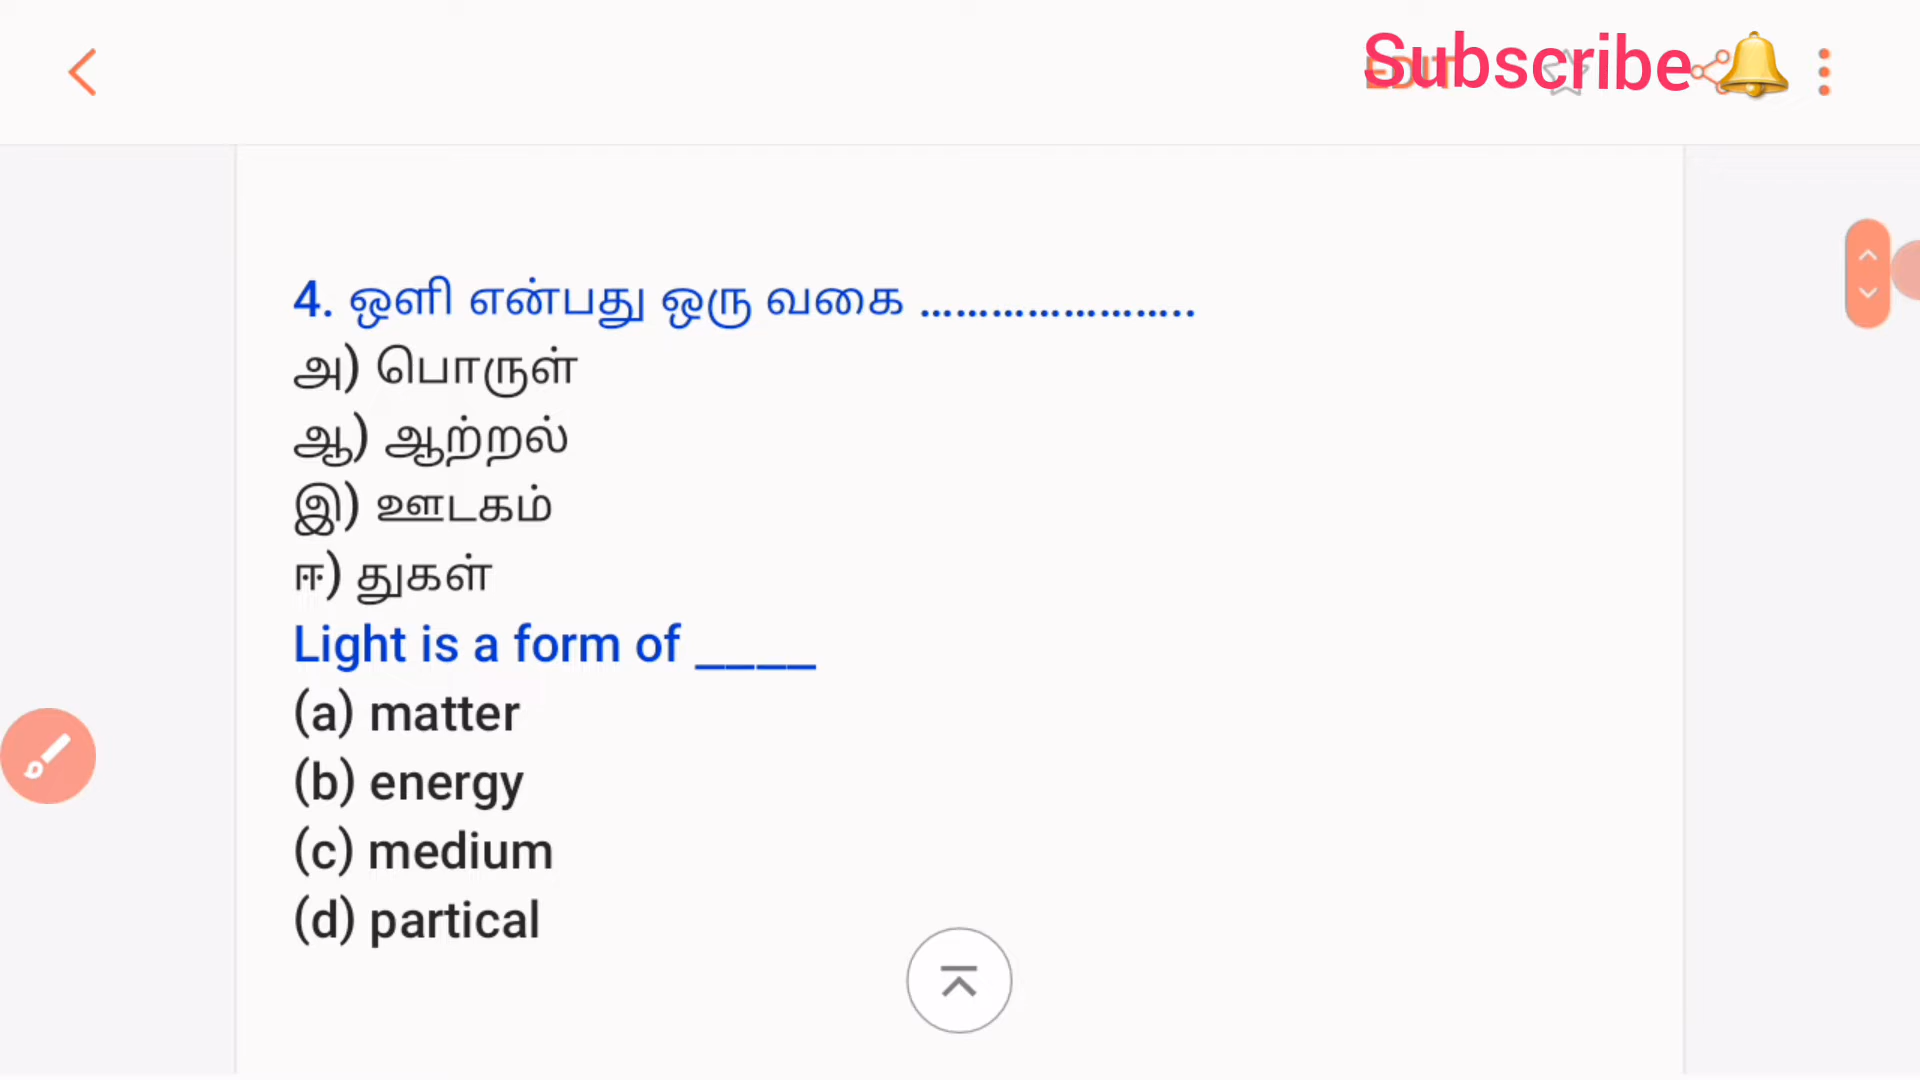 Subscribe🔔
EDIT
4. ஒளி என்பது ஒரு வகை …………………..
அ) பொருள்
ஆ) ஆற்றல்
இ) ஊடகம்
ஈ) துகள்
Light is a form of ____
(a) matter
(b) energy
(c) medium
(d) partical